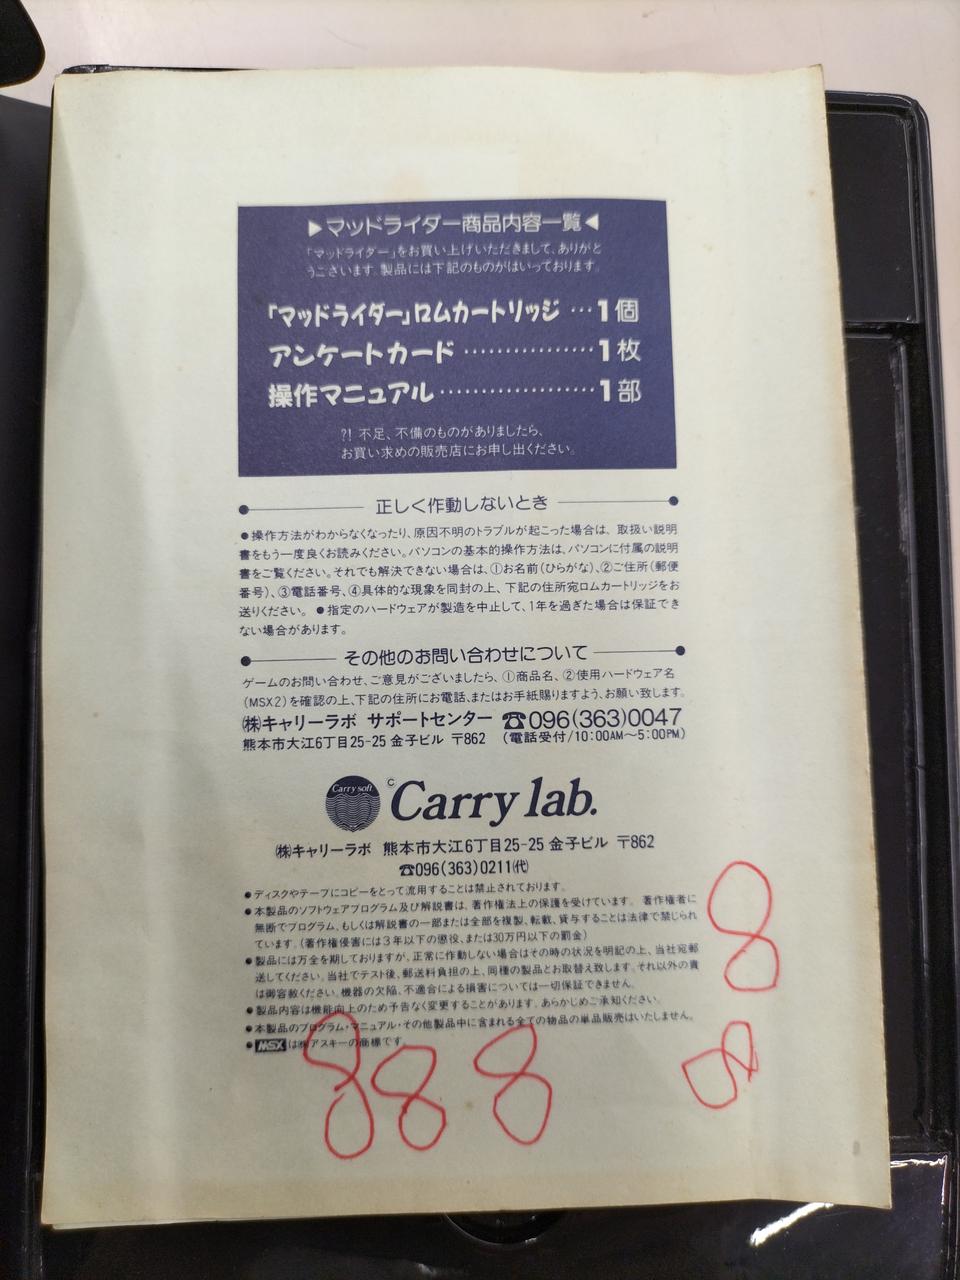 ▶マッドライダー商品内容一覧◀
「マッドライダー」をお買い上げいただきまして、ありがと
うございます。製品には下記のものがはいっております。
「マッドライダー」ロムカートリッジ…1個
アンケートカード………………1枚
操作マニュアル…………………1部
?! 不足、不備のものがありましたら、
お買い求めの販売店にお申し出ください。
正しく作動しないとき
●操作方法がわからなくなったり、原因不明のトラブルが起こった場合は、取扱い説明
書をもう一度良くお読みください。パソコンの基本的操作方法は、パソコンに付属の説明
書をご覧ください。それでも解決できない場合は、①お名前(ひらがな)、②ご住所(郵便
番号)、③電話番号、④具体的な現象を同封の上、下記の住所宛ロムカートリッジをお
送りください。 ●指定のハードウェアが製造を中止して、1年を過ぎた場合は保証でき
ない場合があります。
その他のお問い合わせについて
ゲームのお問い合わせ、ご意見がございましたら、①商品名、②使用ハードウェア名
(MSX2)を確認の上、下記の住所にお電話、またはお手紙賜りますよう、お願い致します。
㈱キャリーラボ サポートセンター ☎096(363)0047
熊本市大江6丁目25-25 金子ビル 〒862 (電話受付/10:00AM〜5:00PM)
Carry soft © Carry lab.
㈱キャリーラボ 熊本市大江6丁目25-25 金子ビル 〒862
☎096(363)0211㈹
●ディスクやテープにコピーをとって流用することは禁止されております。
●本製品のソフトウェアプログラム及び解説書は、著作権法上の保護を受けています。著作権者に
無断でプログラム、もしくは解説書の一部または全部を複製、転載、貸与することは法律で禁じられ
ています。(著作権侵害には3年以下の懲役、または30万円以下の罰金)
●製品には万全を期しておりますが、正常に作動しない場合はその時の状況を明記の上、当社宛郵
送してください。当社でテスト後、郵送料負担の上、同種の製品とお取替え致します。それ以外の責
は御容赦ください。機器の欠陥、不適合による損害については一切保証できません。
●製品内容は機能向上のため予告なく変更することがあります。あらかじめご承知ください。
●本製品のプログラム・マニュアル・その他製品中に含まれる全ての物品の単品販売はいたしません。
●MSXは㈱アスキーの商標です。
8
8
8 8 8